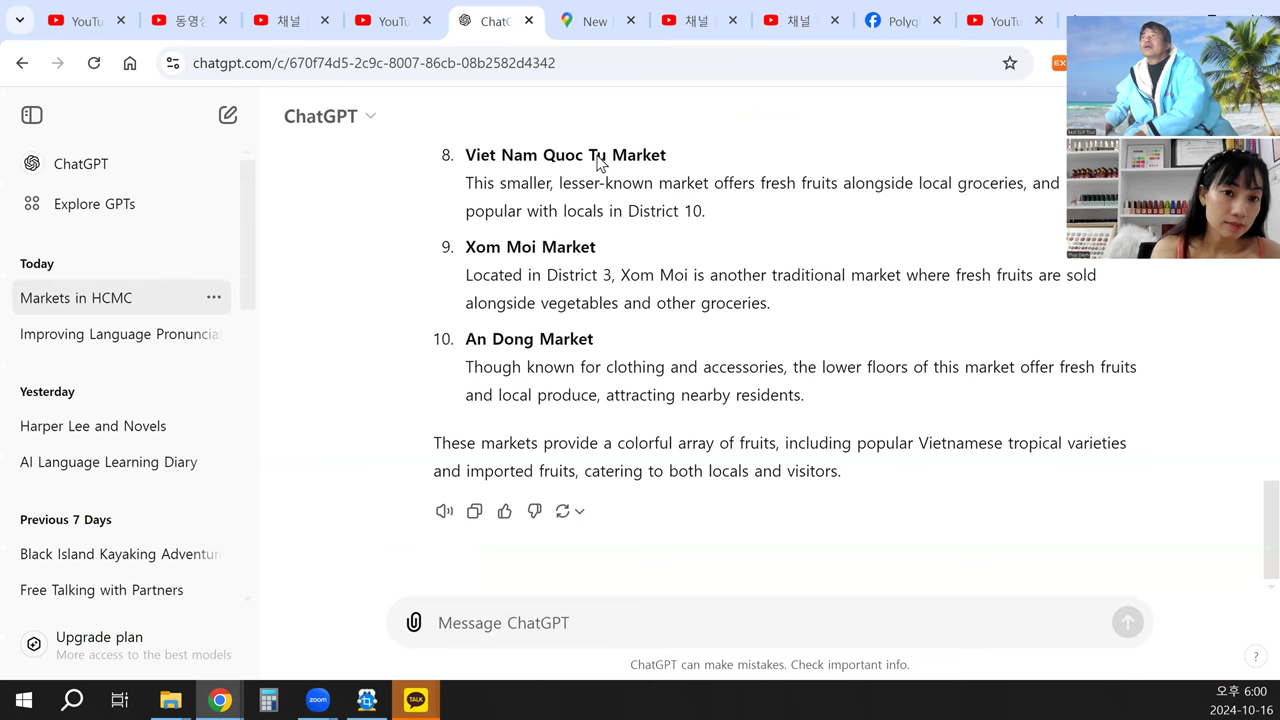 YouTu
동영상
채널
YouTu
ChatG
New
채널
채널
Polyg
YouTu
chatgpt.com/c/670f74d5-2c9c-8007-86cb-08b2582d4342
ChatGPT
ChatGPT
Explore GPTs
Today
Markets in HCMC
Improving Language Pronuncia
Yesterday
Harper Lee and Novels
AI Language Learning Diary
Previous 7 Days
Black Island Kayaking Adventur
Free Talking with Partners
Upgrade plan
More access to the best models
8. Viet Nam Quoc Tu Market
This smaller, lesser-known market offers fresh fruits alongside local groceries, and
popular with locals in District 10.
9. Xom Moi Market
Located in District 3, Xom Moi is another traditional market where fresh fruits are sold
alongside vegetables and other groceries.
10. An Dong Market
Though known for clothing and accessories, the lower floors of this market offer fresh fruits
and local produce, attracting nearby residents.
These markets provide a colorful array of fruits, including popular Vietnamese tropical varieties
and imported fruits, catering to both locals and visitors.
Message ChatGPT
ChatGPT can make mistakes. Check important info.
?
zoom
TALK
오후 6:00
2024-10-16